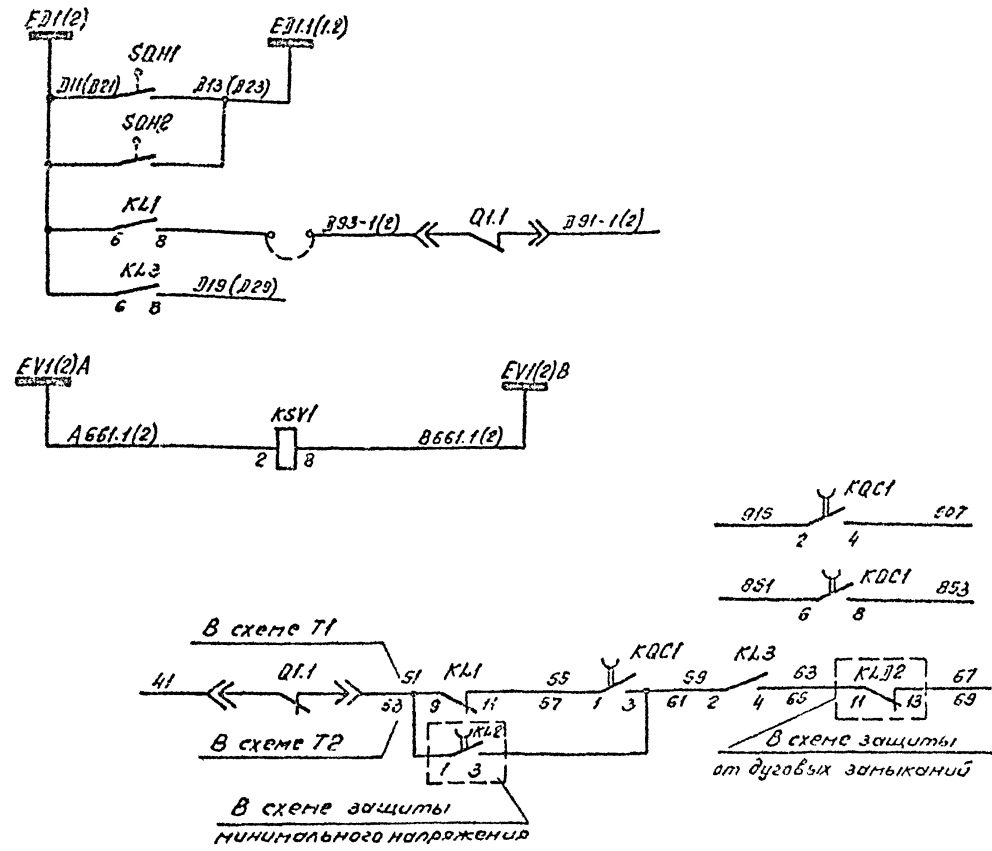 ED1(2)
ED1.1(1.2)
SQH1
D11(D21)
D13(D23)
SQH2
KL1
6 8
D93-1(2)
Q1.1
D91-1(2)
KL3
6 8
D19(D29)
EV1(2)A
EV1(2)B
KSV1
A661.1(2)
2 8
B661.1(2)
KQC1
915
2 4
507
KQC1
851
6 8
853
В схеме Т1
41
Q1.1
51
53
KL1
9 11
55
57
KQC1
1 3
59
61
KL3
2 4
63
65
KLD2
11 13
67
69
В схеме Т2
KL2
1 3
В схеме защиты
от дуговых замыканий
В схеме защиты
минимального напряжения